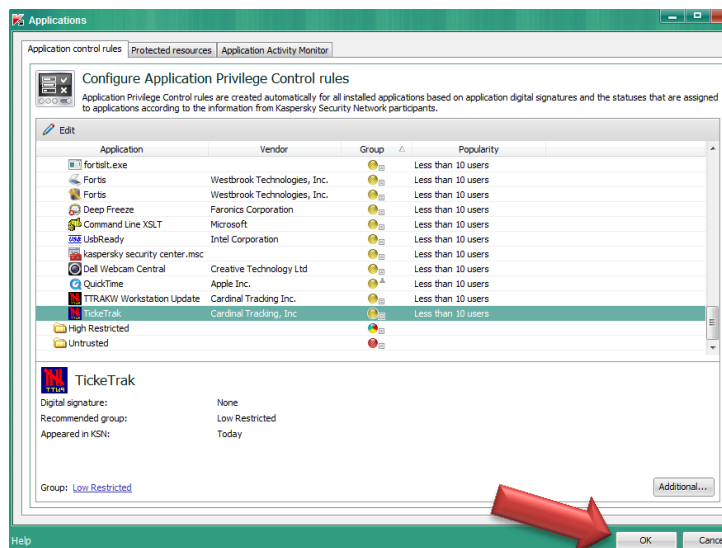 Applications
Application control rules Protected resources Application Activity Monitor
Configure Application Privilege Control rules
Application Privilege Control rules are created automatically for all installed applications based on application digital signatures and the statuses that are assigned
to applications according to the information from Kaspersky Security Network participants.
Edit
Application Vendor Group Popularity
fortislt.exe Less than 10 users
Fortis Westbrook Technologies, Inc. Less than 10 users
Fortis Westbrook Technologies, Inc. Less than 10 users
Deep Freeze Faronics Corporation Less than 10 users
Command Line XSLT Microsoft Less than 10 users
USB UsbReady Intel Corporation Less than 10 users
kaspersky security center.msc Less than 10 users
Dell Webcam Central Creative Technology Ltd Less than 10 users
QuickTime Apple Inc. Less than 10 users
TTRAKW Workstation Update Cardinal Tracking Inc. Less than 10 users
TickeTrak Cardinal Tracking, Inc Less than 10 users
High Restricted
Untrusted
TickeTrak
Digital signature: None
Recommended group: Low Restricted
Appeared in KSN: Today
Group: Low Restricted Additional...
Help OK Cance